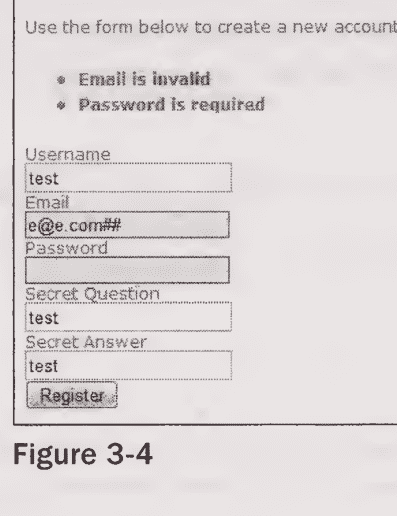 Use the form below to create a new account
• Email is invalid
• Password is required
Username
test
Email
e@e.com##
Password
Secret Question
test
Secret Answer
test
Register
Figure 3-4